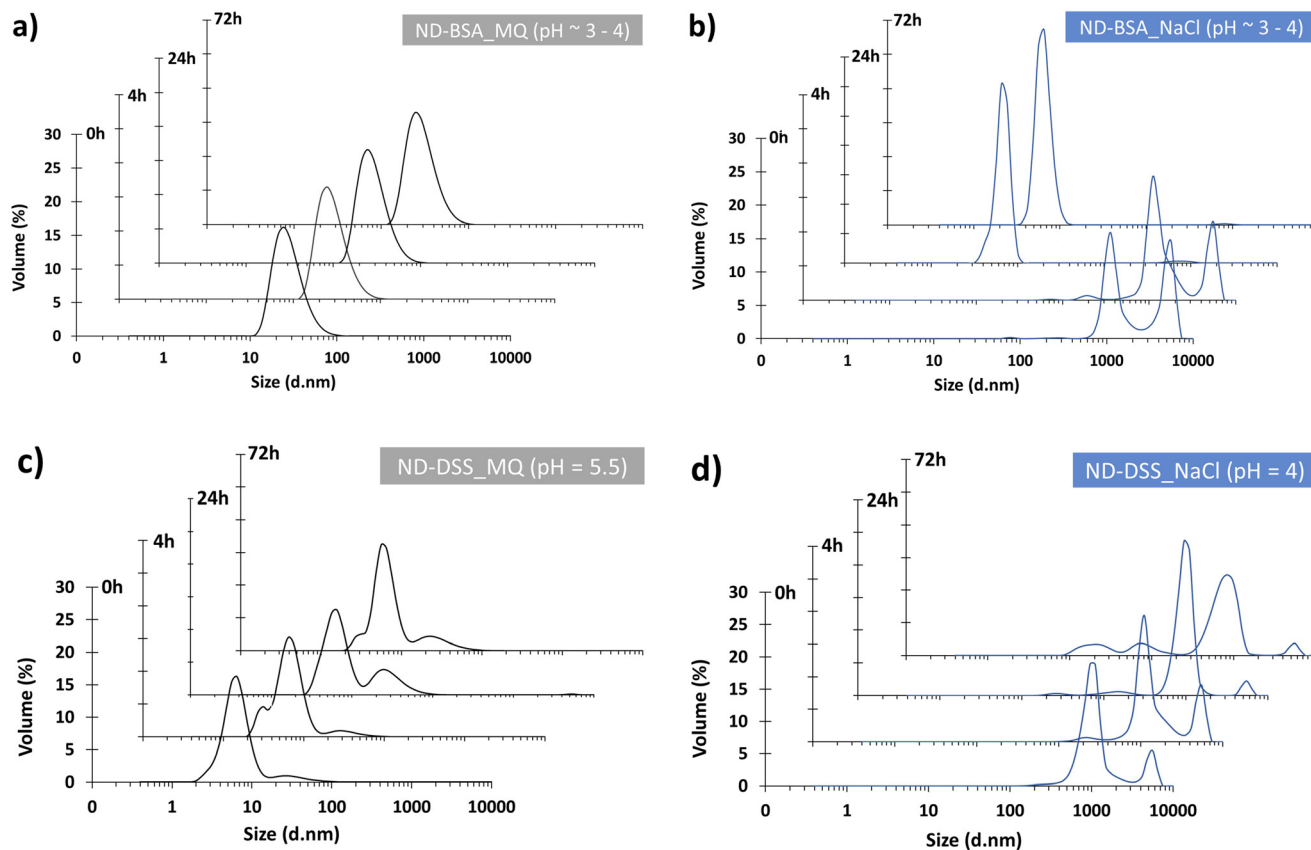 a)
ND-BSA_MQ (pH ~ 3 - 4)
72h
24h
4h
0h
30
25
20
15
10
5
0
Volume (%)
0 1 10 100 1000 10000
Size (d.nm)
b)
ND-BSA_NaCl (pH ~ 3 - 4)
72h
24h
4h
0h
30
25
20
15
10
5
0
Volume (%)
0 1 10 100 1000 10000
Size (d.nm)
c)
ND-DSS_MQ (pH = 5.5)
72h
24h
4h
0h
30
25
20
15
10
5
0
Volume (%)
0 1 10 100 1000 10000
Size (d.nm)
d)
ND-DSS_NaCl (pH = 4)
72h
24h
4h
0h
30
25
20
15
10
5
0
Volume (%)
0 1 10 100 1000 10000
Size (d.nm)